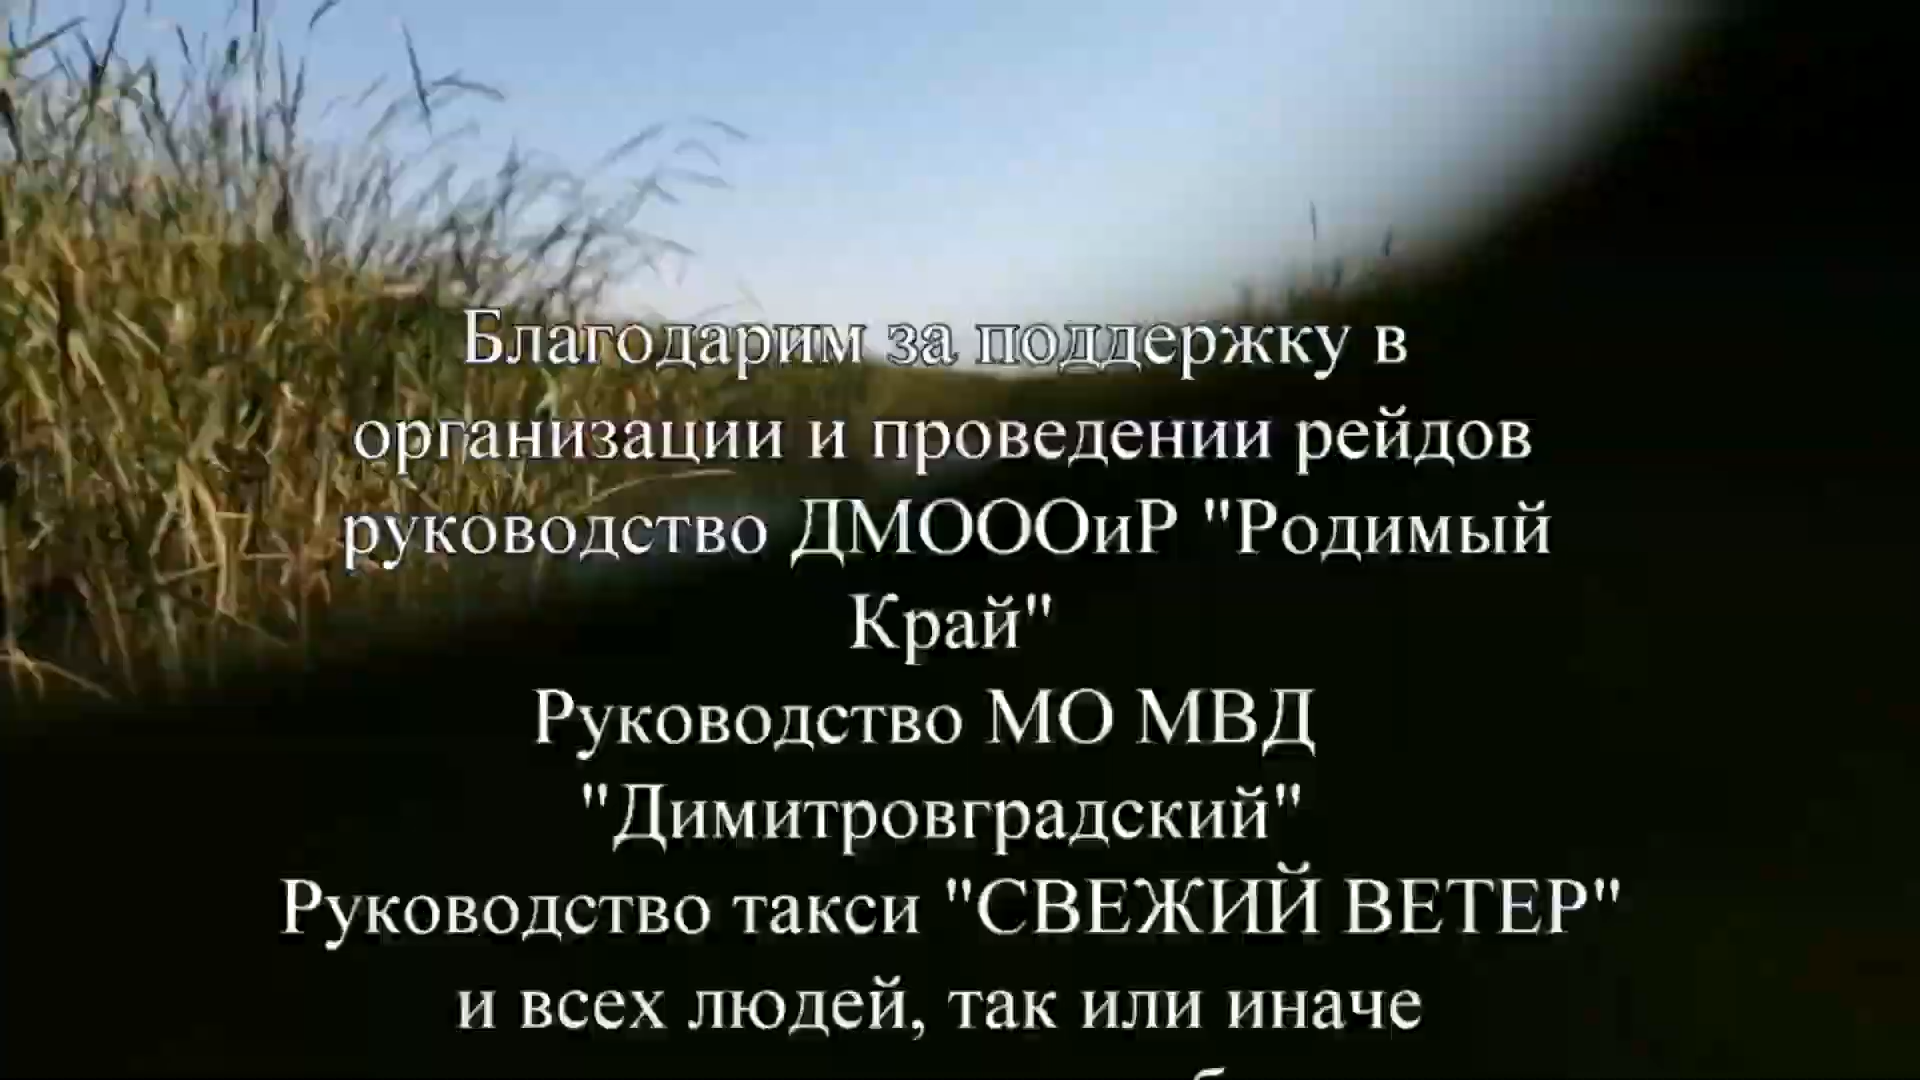 Благодарим за поддержку в
организации и проведении рейдов
руководство ДМОООиР "Родимый
Край"
Руководство МО МВД
"Димитровградский"
Руководство такси "СВЕЖИЙ ВЕТЕР"
и всех людей, так или иначе